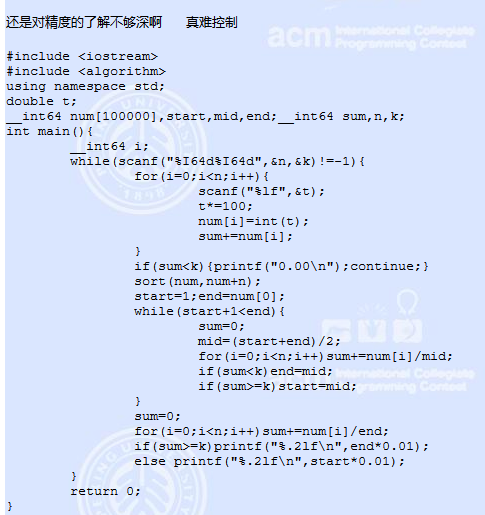 还是对精度的了解不够深啊 真难控制
acm International Collegiate
Programming Contest
#include <iostream>
#include <algorithm>
using namespace std;
double t;
__int64 num[100000],start,mid,end;__int64 sum,n,k;
int main(){
        __int64 i;
        while(scanf("%I64d%I64d",&n,&k)!=-1){
                for(i=0;i<n;i++){
                        scanf("%lf",&t);
                        t*=100;
                        num[i]=int(t);
                        sum+=num[i];
                }
                if(sum<k){printf("0.00\n");continue;}
                sort(num,num+n);
                start=1;end=num[0];
                while(start+1<end){
                        sum=0;
                        mid=(start+end)/2;
                        for(i=0;i<n;i++)sum+=num[i]/mid;
                        if(sum<k)end=mid;
                        if(sum>=k)start=mid;
                }
                sum=0;
                for(i=0;i<n;i++)sum+=num[i]/end;
                if(sum>=k)printf("%.2lf\n",end*0.01);
                else printf("%.2lf\n",start*0.01);
        }
        return 0;
}